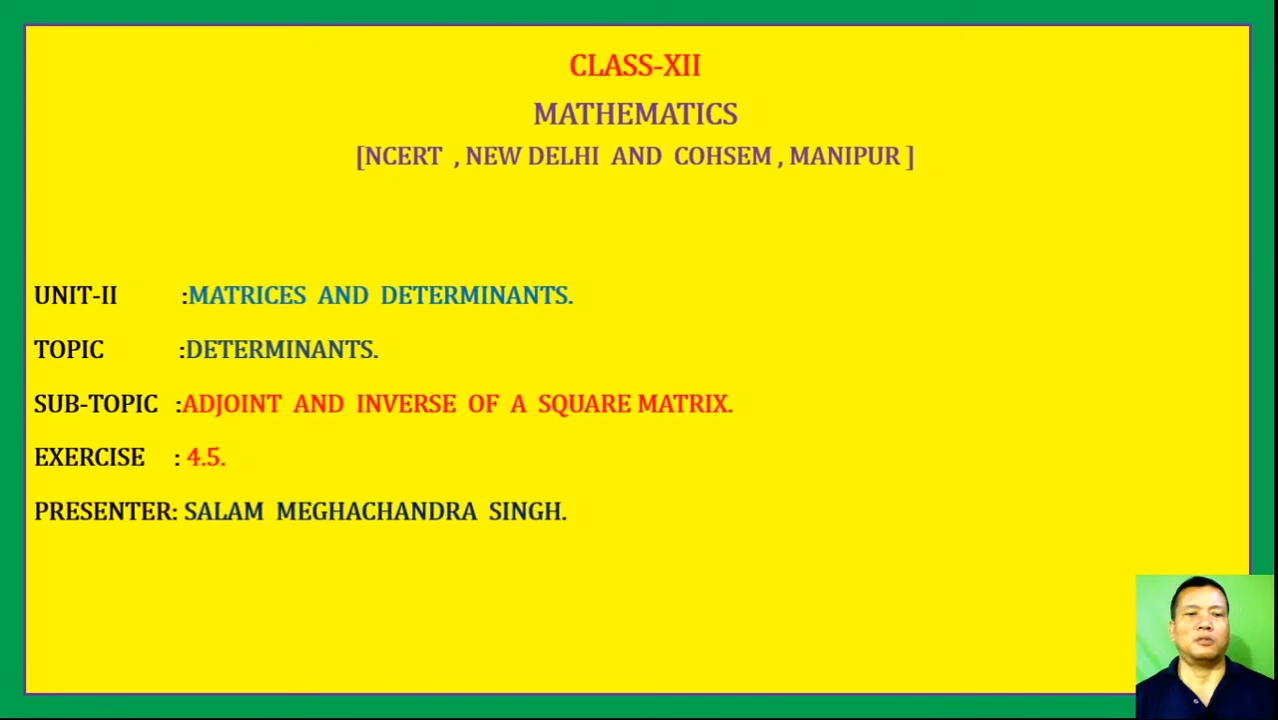 CLASS-XII
MATHEMATICS
[NCERT , NEW DELHI AND COHSEM , MANIPUR ]
UNIT-II :MATRICES AND DETERMINANTS.
TOPIC :DETERMINANTS.
SUB-TOPIC :ADJOINT AND INVERSE OF A SQUARE MATRIX.
EXERCISE : 4.5.
PRESENTER: SALAM MEGHACHANDRA SINGH.